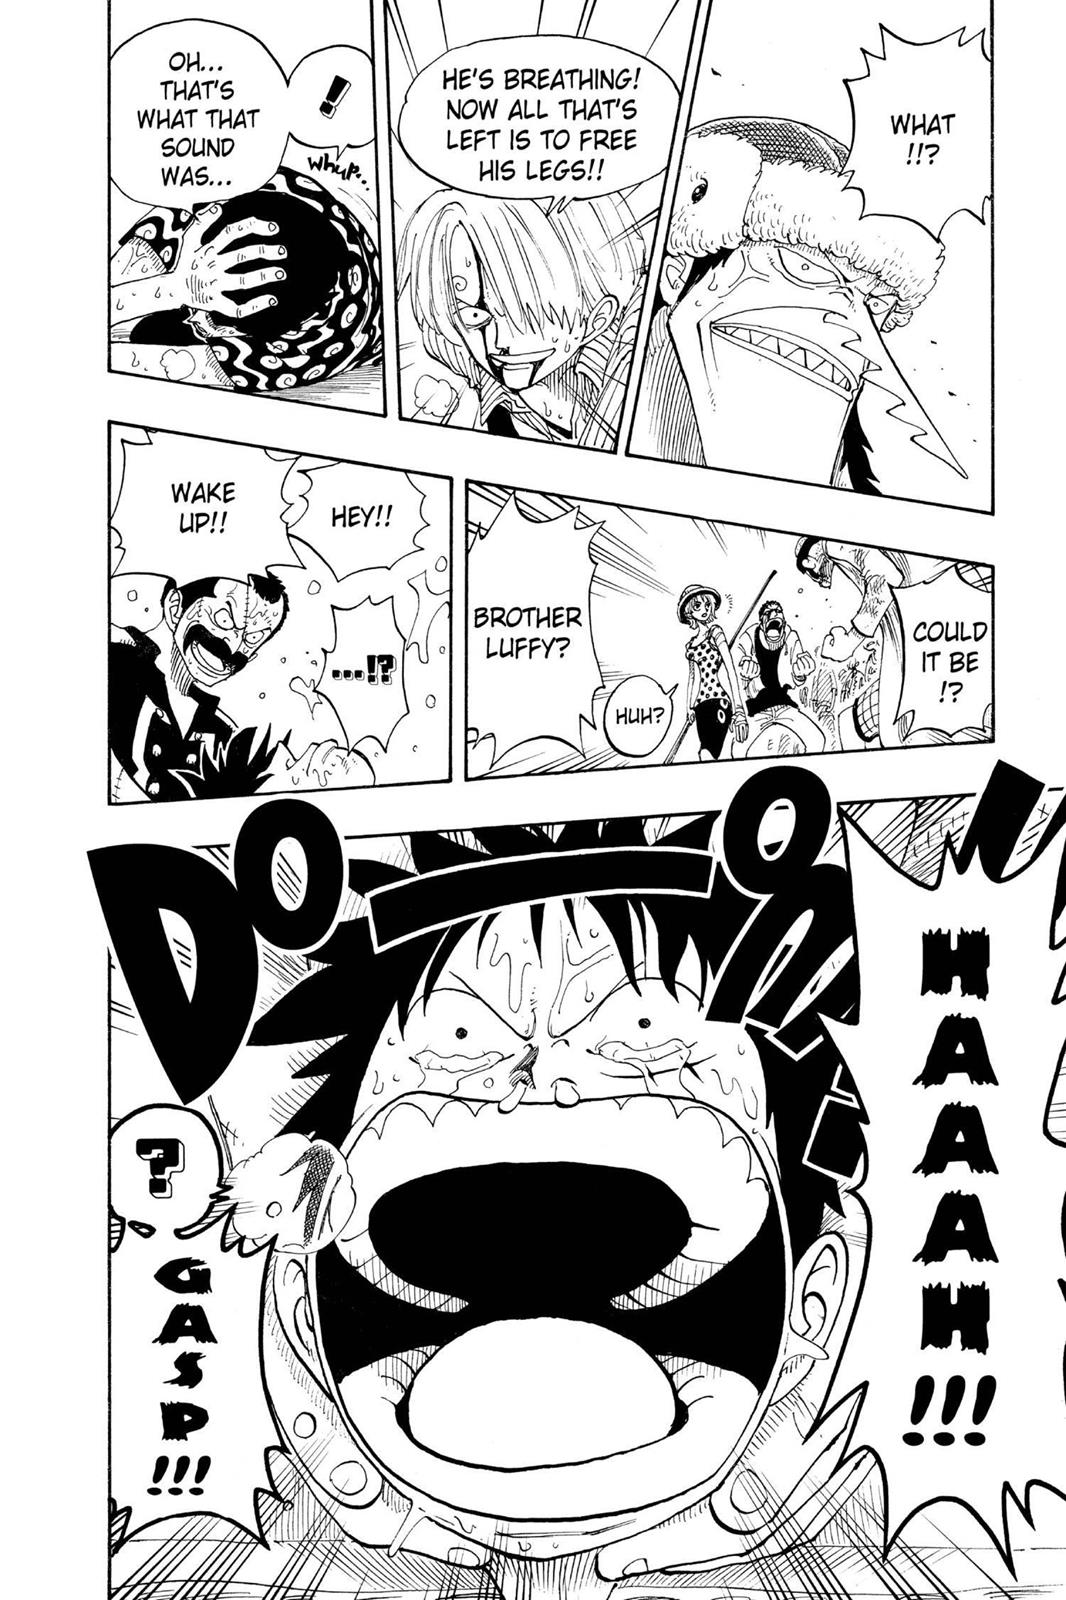 WHAT
!!?
HE'S BREATHING!
NOW ALL THAT'S
LEFT IS TO FREE
HIS LEGS!!
!
whup...
OH...
THAT'S
WHAT THAT
SOUND
WAS...
COULD
IT BE
!?
HUH?
BROTHER
LUFFY?
HEY!!
WAKE
UP!!
...!?
HAAAAH!!!
?
GASP!!!